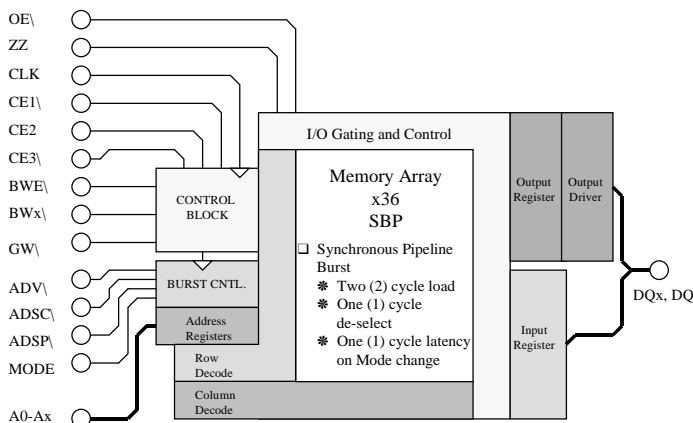 OE\
ZZ
CLK
CE1\
CE2
CE3\
BWE\
BWx\
GW\
ADV\
ADSC\
ADSP\
MODE
A0-Ax
CONTROL
BLOCK
BURST CNTL.
Address
Registers
Row
Decode
Column
Decode
I/O Gating and Control
Memory Array
x36
SBP
❑ Synchronous Pipeline
Burst
❋ Two (2) cycle load
❋ One (1) cycle
de-select
❋ One (1) cycle latency
on Mode change
Output
Register
Output
Driver
Input
Register
DQx, DQ